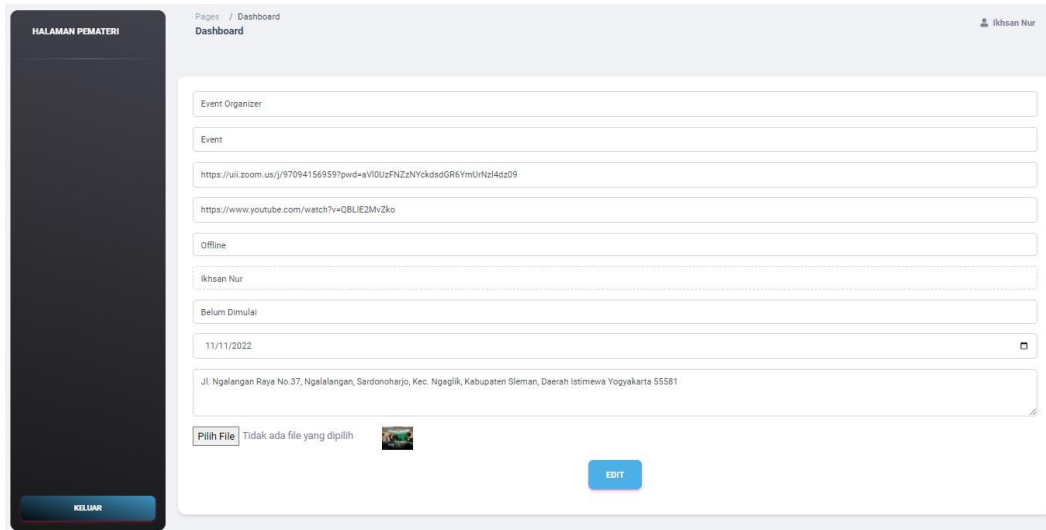 HALAMAN PEMATERI
Pages / Dashboard
Dashboard
Ikhsan Nur
Event Organizer
Event
https://uii.zoom.us/j/97094156959?pwd=aVl0UzFNZzNYckdsdGR6YmUrNzl4dz09
https://www.youtube.com/watch?v=QBLlE2MvZko
Offline
Ikhsan Nur
Belum Dimulai
11/11/2022
Jl. Ngalangan Raya No.37, Ngalalangan, Sardonoharjo, Kec. Ngaglik, Kabupaten Sleman, Daerah Istimewa Yogyakarta 55581
Pilih File Tidak ada file yang dipilih
EDIT
KELUAR